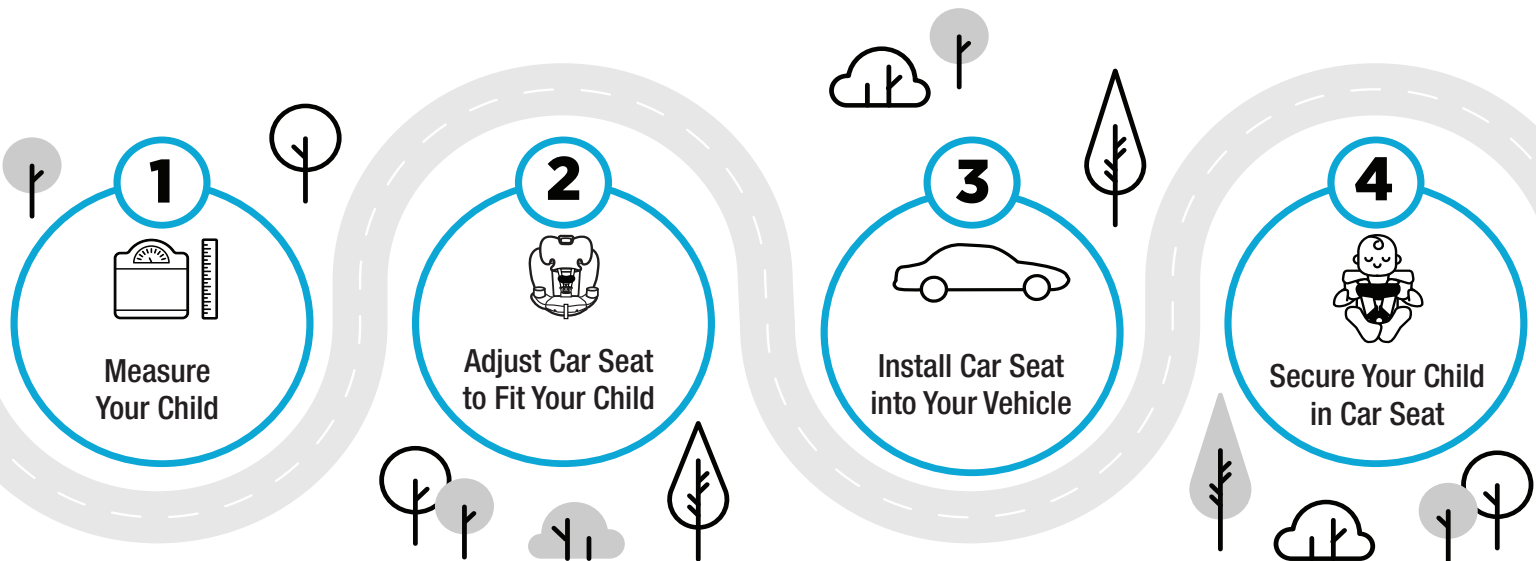 1
Measure
Your Child
2
Adjust Car Seat
to Fit Your Child
3
Install Car Seat
into Your Vehicle
4
Secure Your Child
in Car Seat